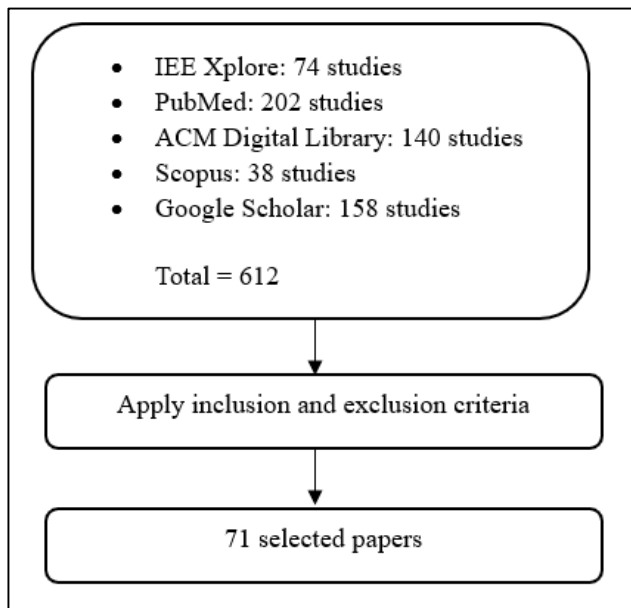 • IEE Xplore: 74 studies
• PubMed: 202 studies
• ACM Digital Library: 140 studies
• Scopus: 38 studies
• Google Scholar: 158 studies
Total = 612
Apply inclusion and exclusion criteria
71 selected papers